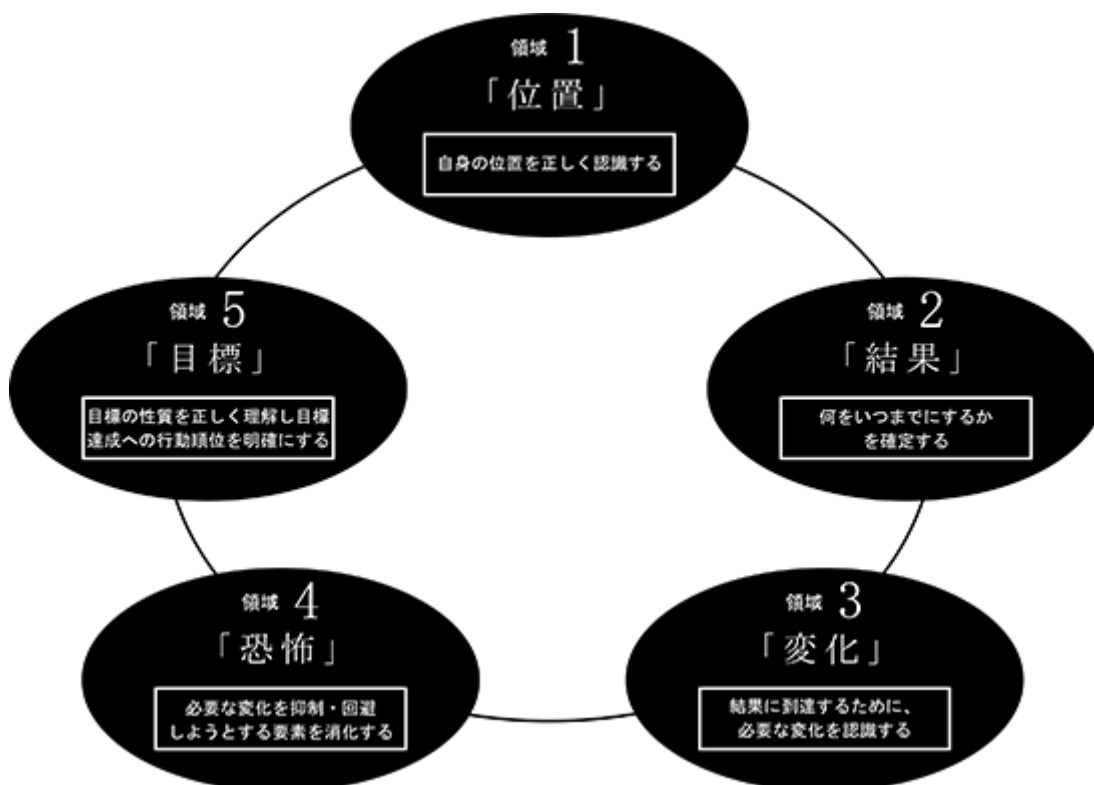 領域 1
「位置」
自身の位置を正しく認識する
領域 2
「結果」
何をいつまでにするか
を確定する
領域 3
「変化」
結果に到達するために、
必要な変化を認識する
領域 4
「恐怖」
必要な変化を抑制・回避
しようとする要素を消化する
領域 5
「目標」
目標の性質を正しく理解し目標
達成への行動順位を明確にする